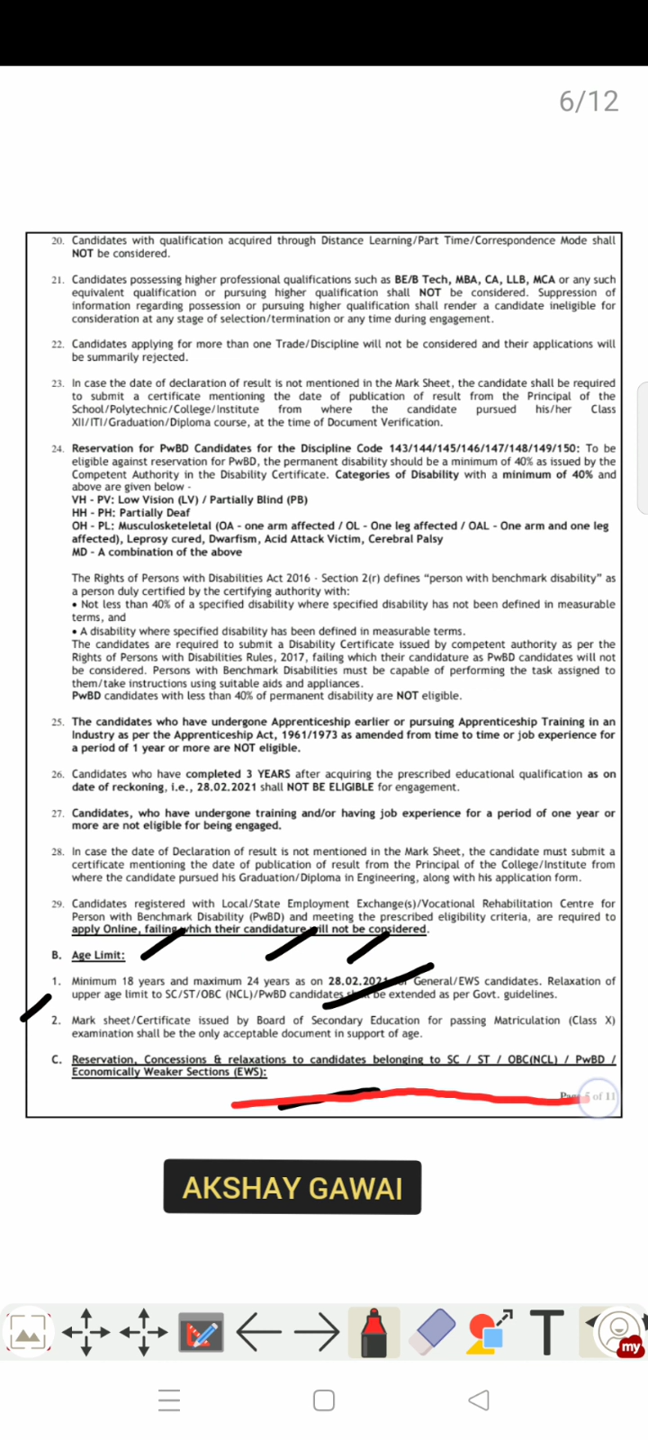 6/12
20. Candidates with qualification acquired through Distance Learning/Part Time/Correspondence Mode shall
NOT be considered.
21. Candidates possessing higher professional qualifications such as BE/B Tech, MBA, CA, LLB, MCA or any such
equivalent qualification or pursuing higher qualification shall NOT be considered. Suppression of
information regarding possession or pursuing higher qualification shall render a candidate ineligible for
consideration at any stage of selection/termination or any time during engagement.
22. Candidates applying for more than one Trade/Discipline will not be considered and their applications will
be summarily rejected.
23. In case the date of declaration of result is not mentioned in the Mark Sheet, the candidate shall be required
to submit a certificate mentioning the date of publication of result from the Principal of the
School/Polytechnic/College/Institute from where the candidate pursued his/her Class
XII/ITI/Graduation/Diploma course, at the time of Document Verification.
24. Reservation for PwBD Candidates for the Discipline Code 143/144/145/146/147/148/149/150: To be
eligible against reservation for PwBD, the permanent disability should be a minimum of 40% as issued by the
Competent Authority in the Disability Certificate. Categories of Disability with a minimum of 40% and
above are given below -
VH - PV: Low Vision (LV) / Partially Blind (PB)
HH - PH: Partially Deaf
OH - PL: Musculosketeletal (OA - one arm affected / OL - One leg affected / OAL - One arm and one leg
affected), Leprosy cured, Dwarfism, Acid Attack Victim, Cerebral Palsy
MD - A combination of the above
The Rights of Persons with Disabilities Act 2016 - Section 2(r) defines “person with benchmark disability” as
a person duly certified by the certifying authority with:
• Not less than 40% of a specified disability where specified disability has not been defined in measurable
terms, and
• A disability where specified disability has been defined in measurable terms.
The candidates are required to submit a Disability Certificate issued by competent authority as per the
Rights of Persons with Disabilities Rules, 2017, failing which their candidature as PwBD candidates will not
be considered. Persons with Benchmark Disabilities must be capable of performing the task assigned to
them/take instructions using suitable aids and appliances.
PwBD candidates with less than 40% of permanent disability are NOT eligible.
25. The candidates who have undergone Apprenticeship earlier or pursuing Apprenticeship Training in an
Industry as per the Apprenticeship Act, 1961/1973 as amended from time to time or job experience for
a period of 1 year or more are NOT eligible.
26. Candidates who have completed 3 YEARS after acquiring the prescribed educational qualification as on
date of reckoning, i.e., 28.02.2021 shall NOT BE ELIGIBLE for engagement.
27. Candidates, who have undergone training and/or having job experience for a period of one year or
more are not eligible for being engaged.
28. In case the date of Declaration of result is not mentioned in the Mark Sheet, the candidate must submit a
certificate mentioning the date of publication of result from the Principal of the College/Institute from
where the candidate pursued his Graduation/Diploma in Engineering, along with his application form.
29. Candidates registered with Local/State Employment Exchange(s)/Vocational Rehabilitation Centre for
Person with Benchmark Disability (PwBD) and meeting the prescribed eligibility criteria, are required to
apply Online, failing which their candidature will not be considered.
B. Age Limit:
1. Minimum 18 years and maximum 24 years as on 28.02.2021 for General/EWS candidates. Relaxation of
upper age limit to SC/ST/OBC (NCL)/PwBD candidates shall be extended as per Govt. guidelines.
2. Mark sheet/Certificate issued by Board of Secondary Education for passing Matriculation (Class X)
examination shall be the only acceptable document in support of age.
C. Reservation, Concessions & relaxations to candidates belonging to SC / ST / OBC(NCL) / PwBD /
Economically Weaker Sections (EWS):
Page 5 of 11
AKSHAY GAWAI
T
my